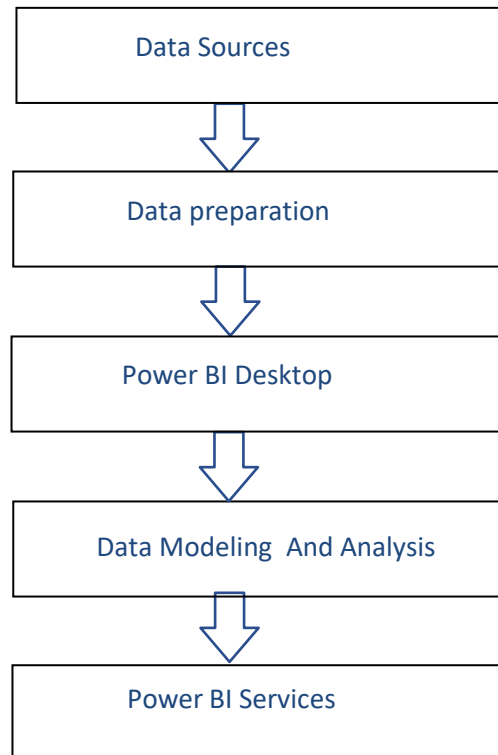 Data Sources
Data preparation
Power BI Desktop
Data Modeling  And Analysis
Power BI Services